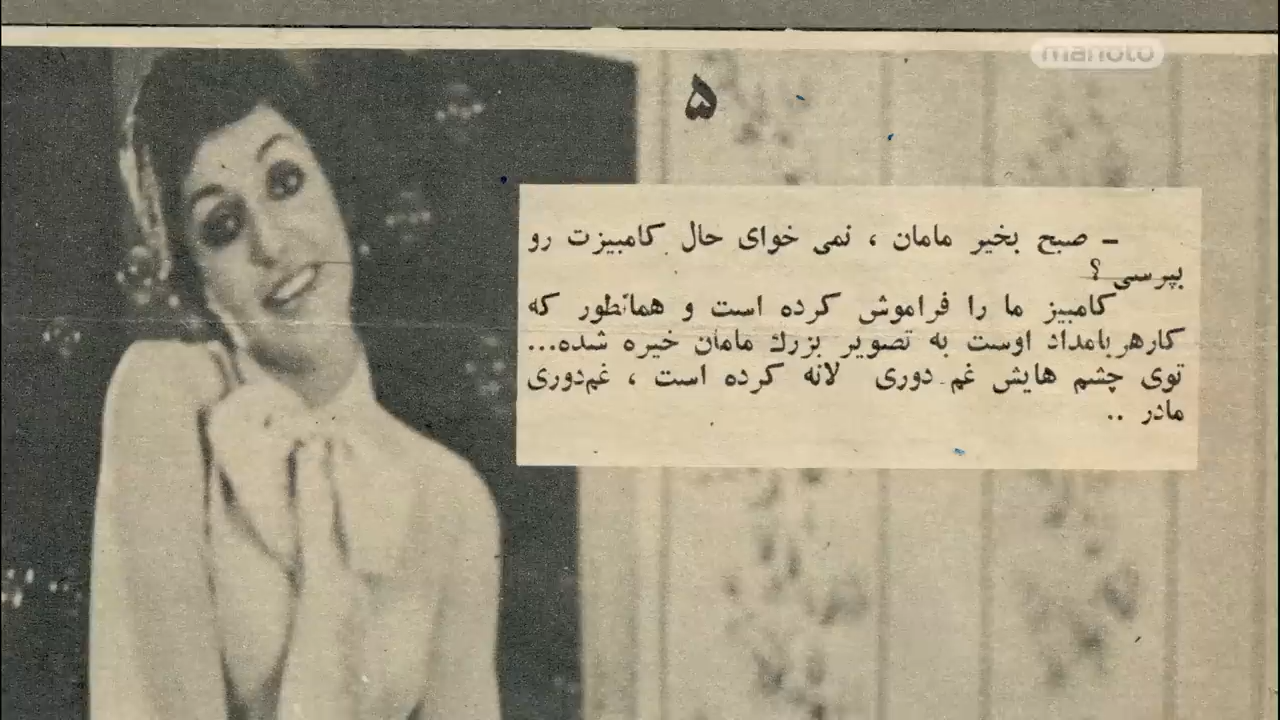 manoto
۵
ـ صبح بخیر مامان ، نمی خوای حال کامبیزت رو
بپرسی ؟
کامبیز ما را فراموش کرده است و همانطور که
کارهر بامداد اوست به تصویر بزرك مامان خیره شده...
توی چشم هایش غم دوری لانه کرده است ، غم‌دوری
مادر ..